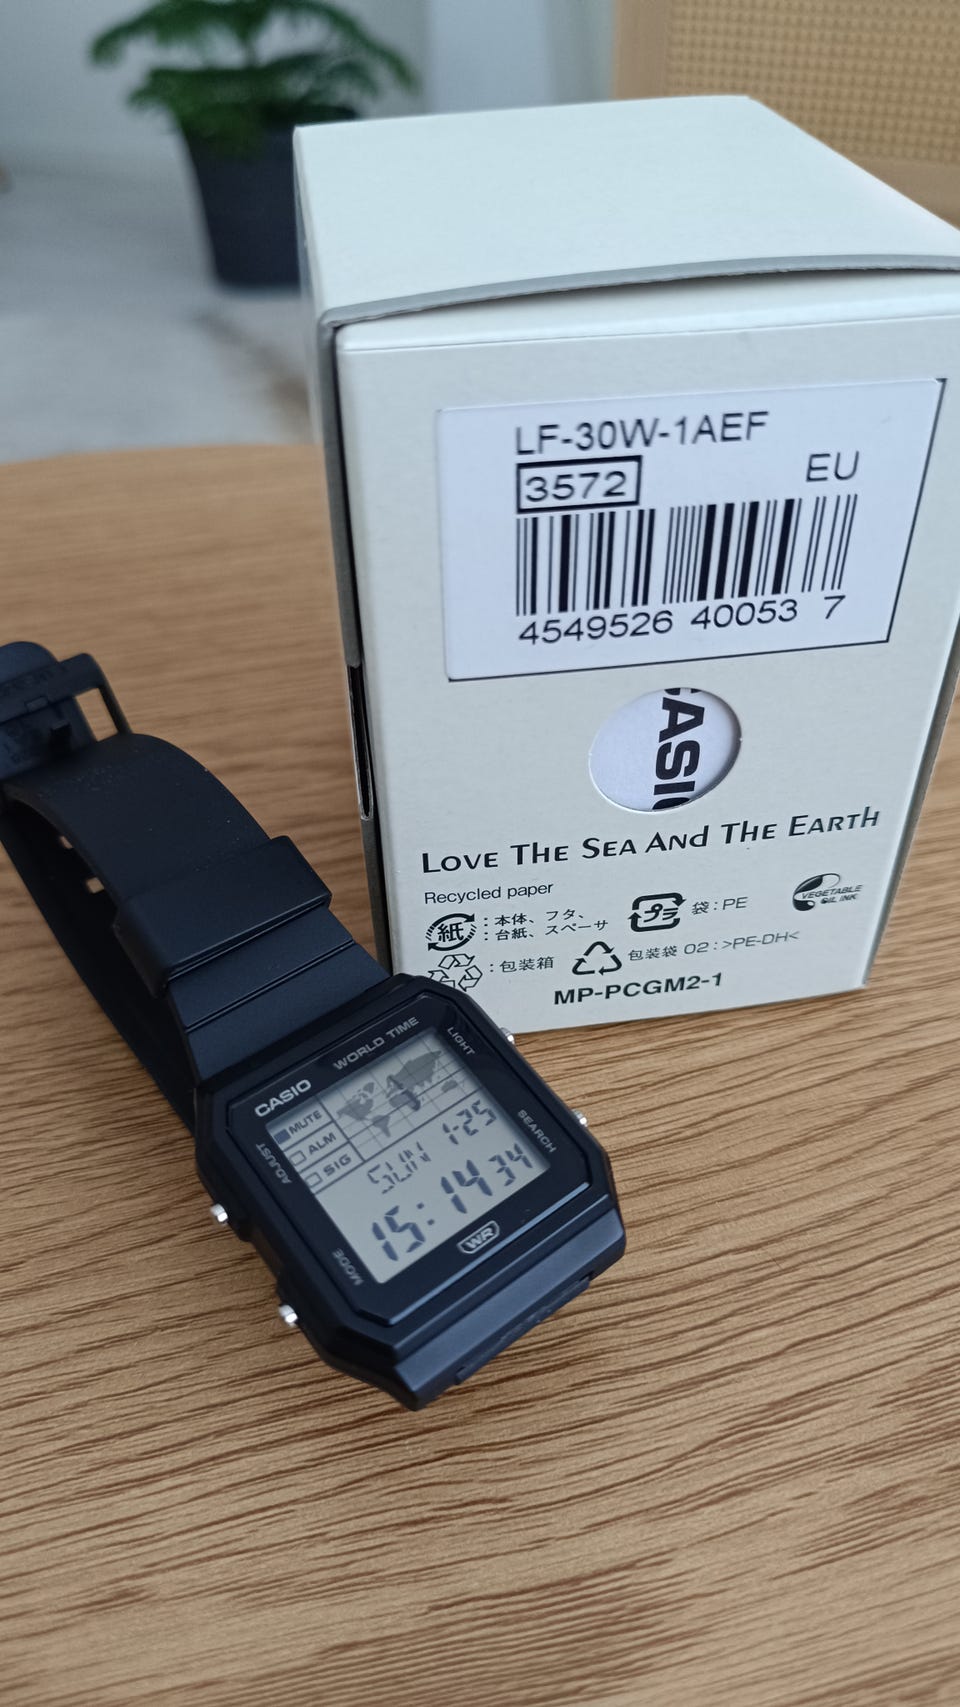 LF-30W-1AEF
3572
EU
4549526 40053 7
CASIO
LOVE THE SEA AND THE EARTH
Recycled paper
紙 : 本体、フタ、
: 台紙、スペーサ
プラ 袋 : PE
VEGETABLE
OIL INK
: 包装箱
包装袋 02 : >PE-DH<
MP-PCGM2-1
CASIO
WORLD TIME
LIGHT
MUTE
ALM
SIG
ADJUST
SEARCH
SUN 1-25
15:14 34
MODE
WR